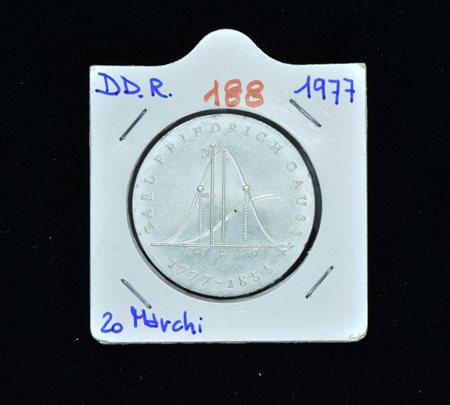 DD.R. 188 1977
CARL FRIEDRICH GAUSS
1777-1855
20 Marchi